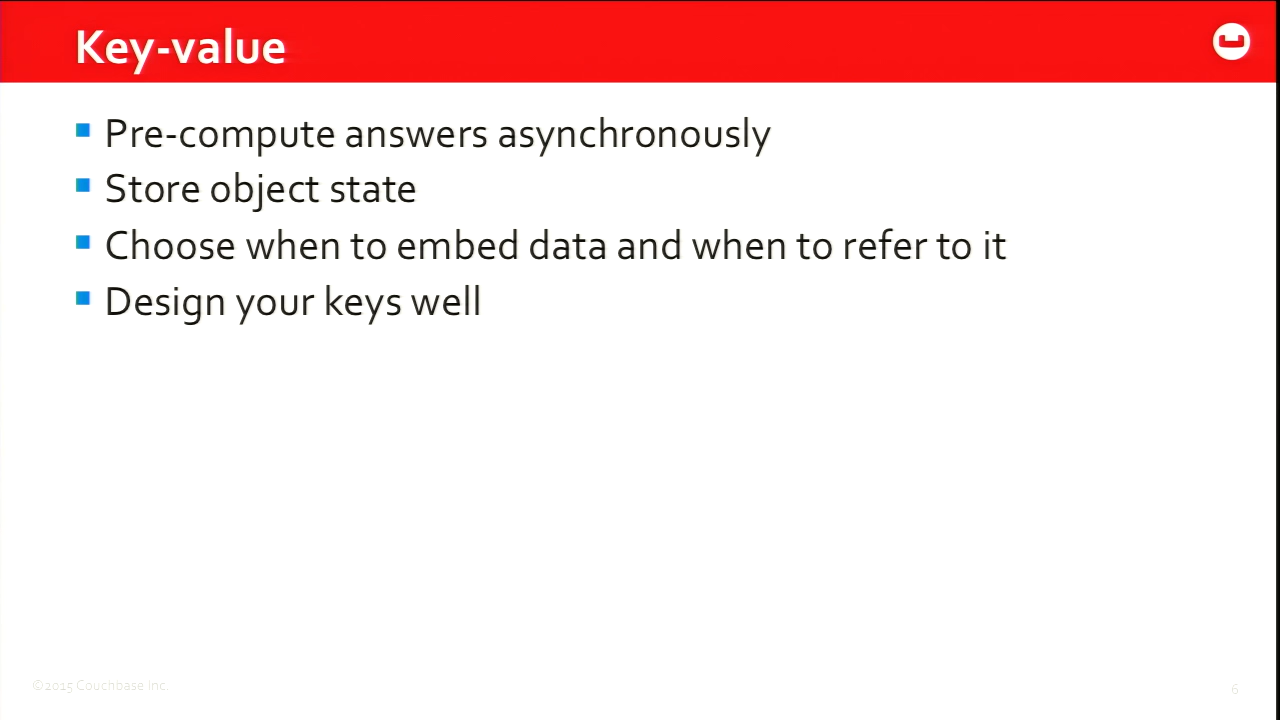 Key-value
Pre-compute answers asynchronously
Store object state
Choose when to embed data and when to refer to it
Design your keys well
©2015 Couchbase Inc.
6